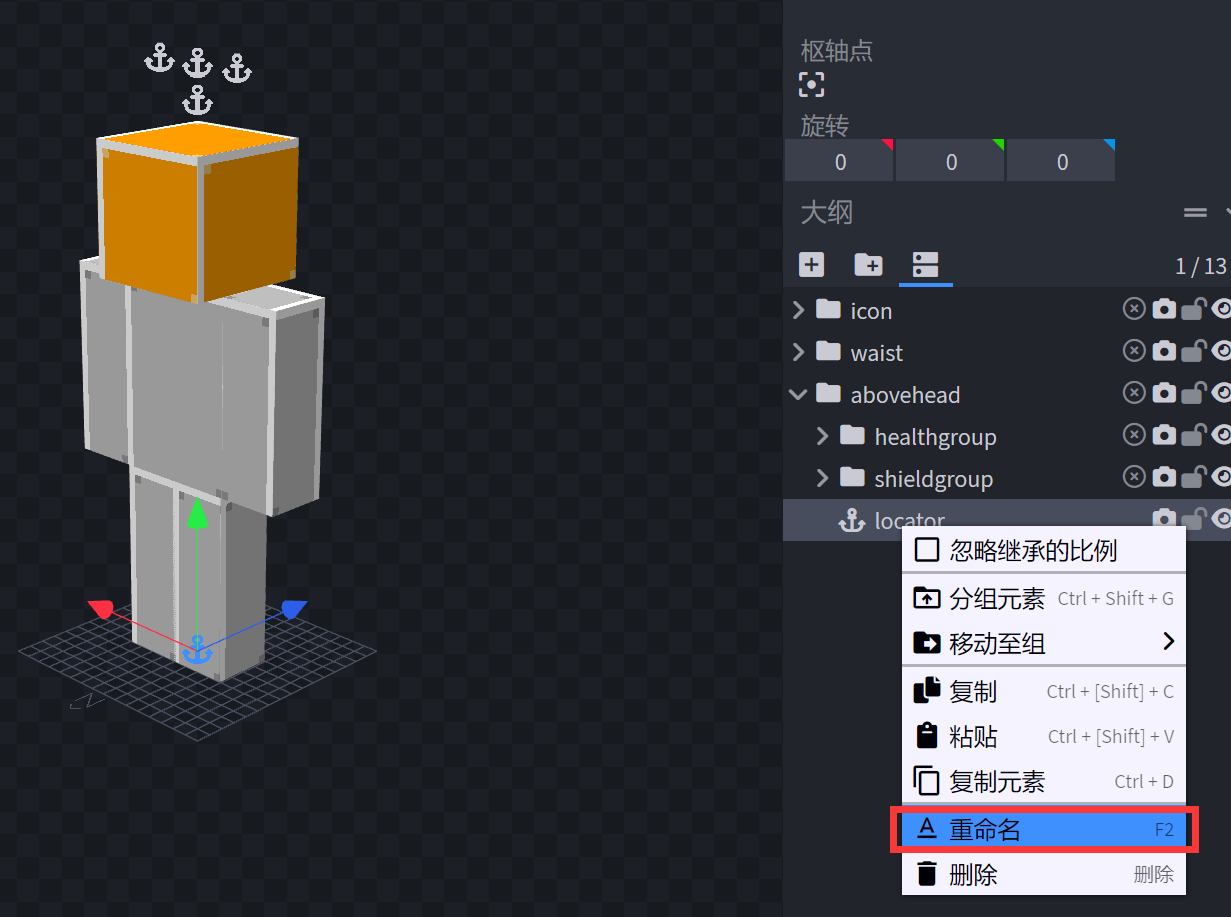 枢轴点
旋转
0 0 0
大纲
1 / 13
icon
waist
abovehead
healthgroup
shieldgroup
locator
忽略继承的比例
分组元素 Ctrl + Shift + G
移动至组
复制 Ctrl + [Shift] + C
粘贴 Ctrl + [Shift] + V
复制元素 Ctrl + D
重命名 F2
删除 删除